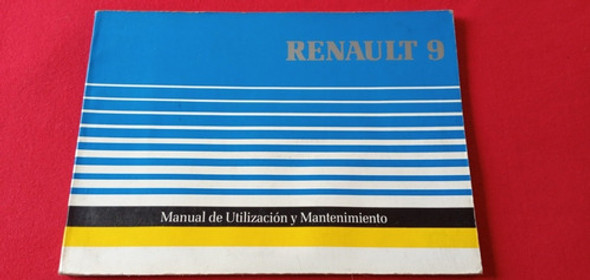 RENAULT 9
Manual de Utilización y Mantenimiento